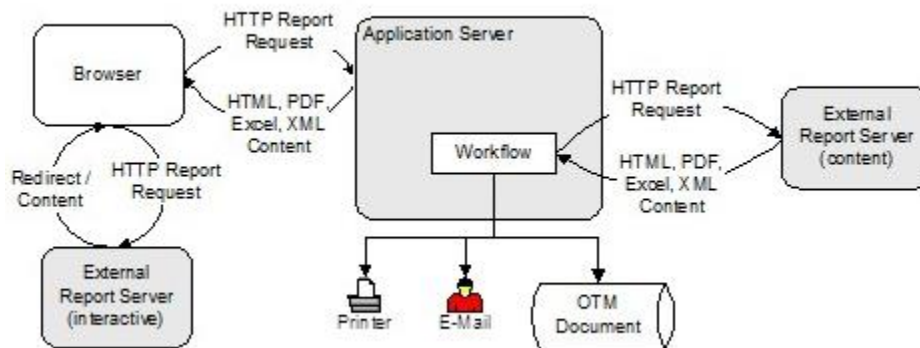 HTTP Report
Request
Application Server
Browser
HTML, PDF,
Excel, XML
Content
HTTP Report
Request
External
Report Server
(content)
Workflow
HTML, PDF,
Excel, XML
Content
Redirect /
Content
HTTP Report
Request
External
Report Server
(interactive)
Printer
E-Mail
OTM
Document